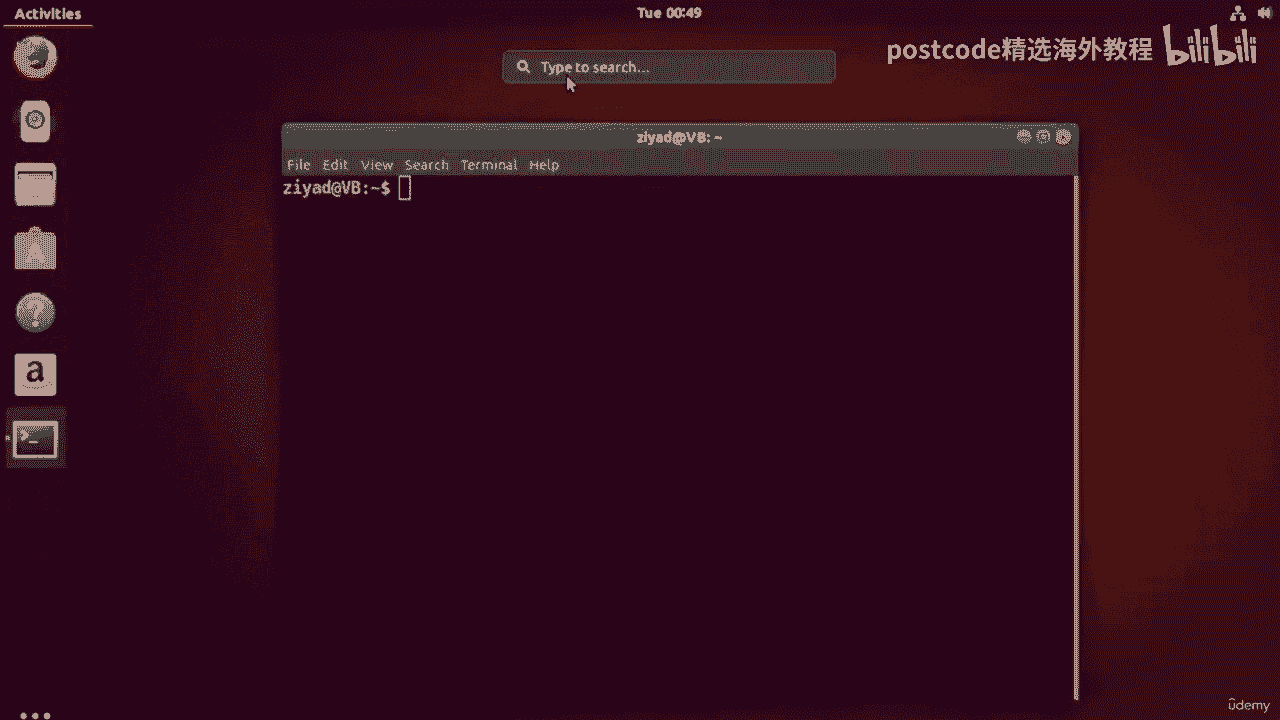 Activities
Tue 00:49
postcode精选海外教程 bilibili
Type to search...
ziyad@VB: ~
File Edit View Search Terminal Help
ziyad@VB:~$
a
ûdemy